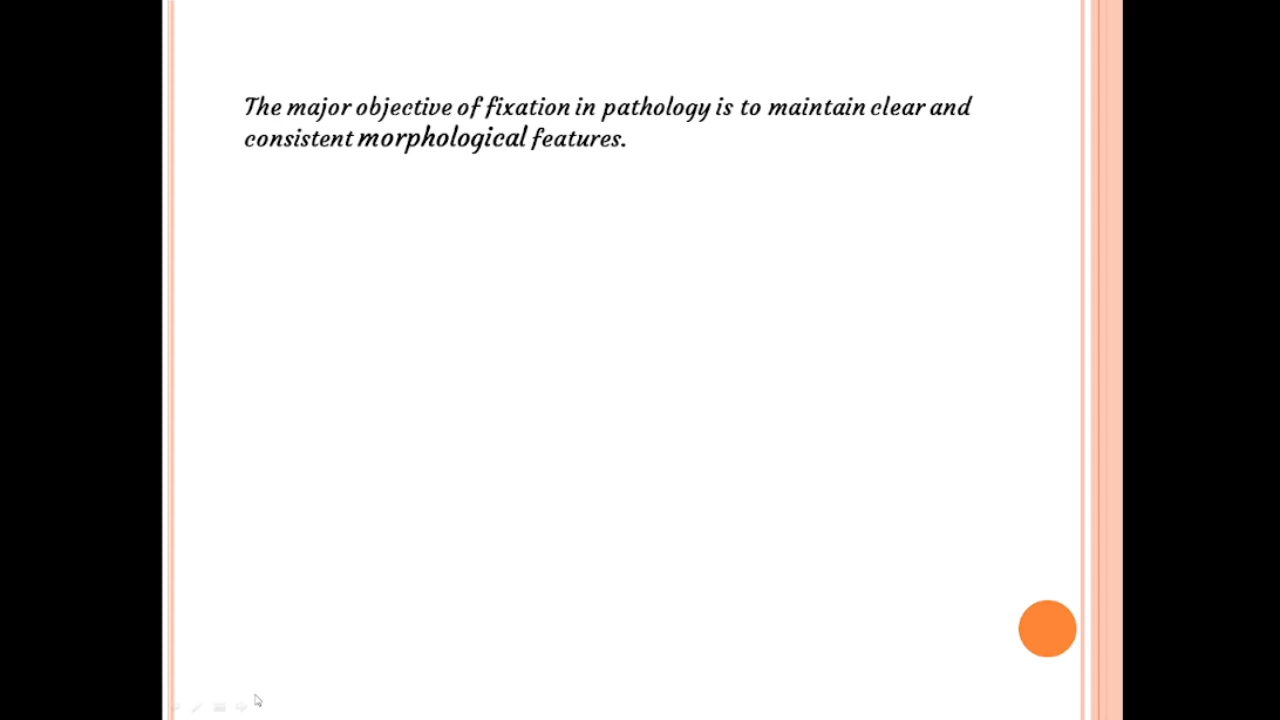 The major objective of fixation in pathology is to maintain clear and
consistent morphological features.